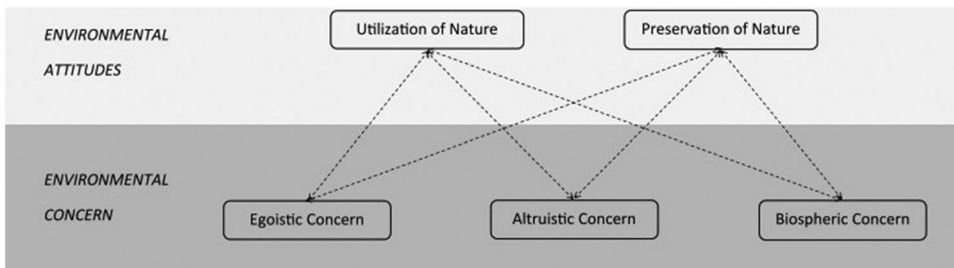 ENVIRONMENTAL
ATTITUDES
Utilization of Nature
Preservation of Nature
ENVIRONMENTAL
CONCERN
Egoistic Concern
Altruistic Concern
Biospheric Concern